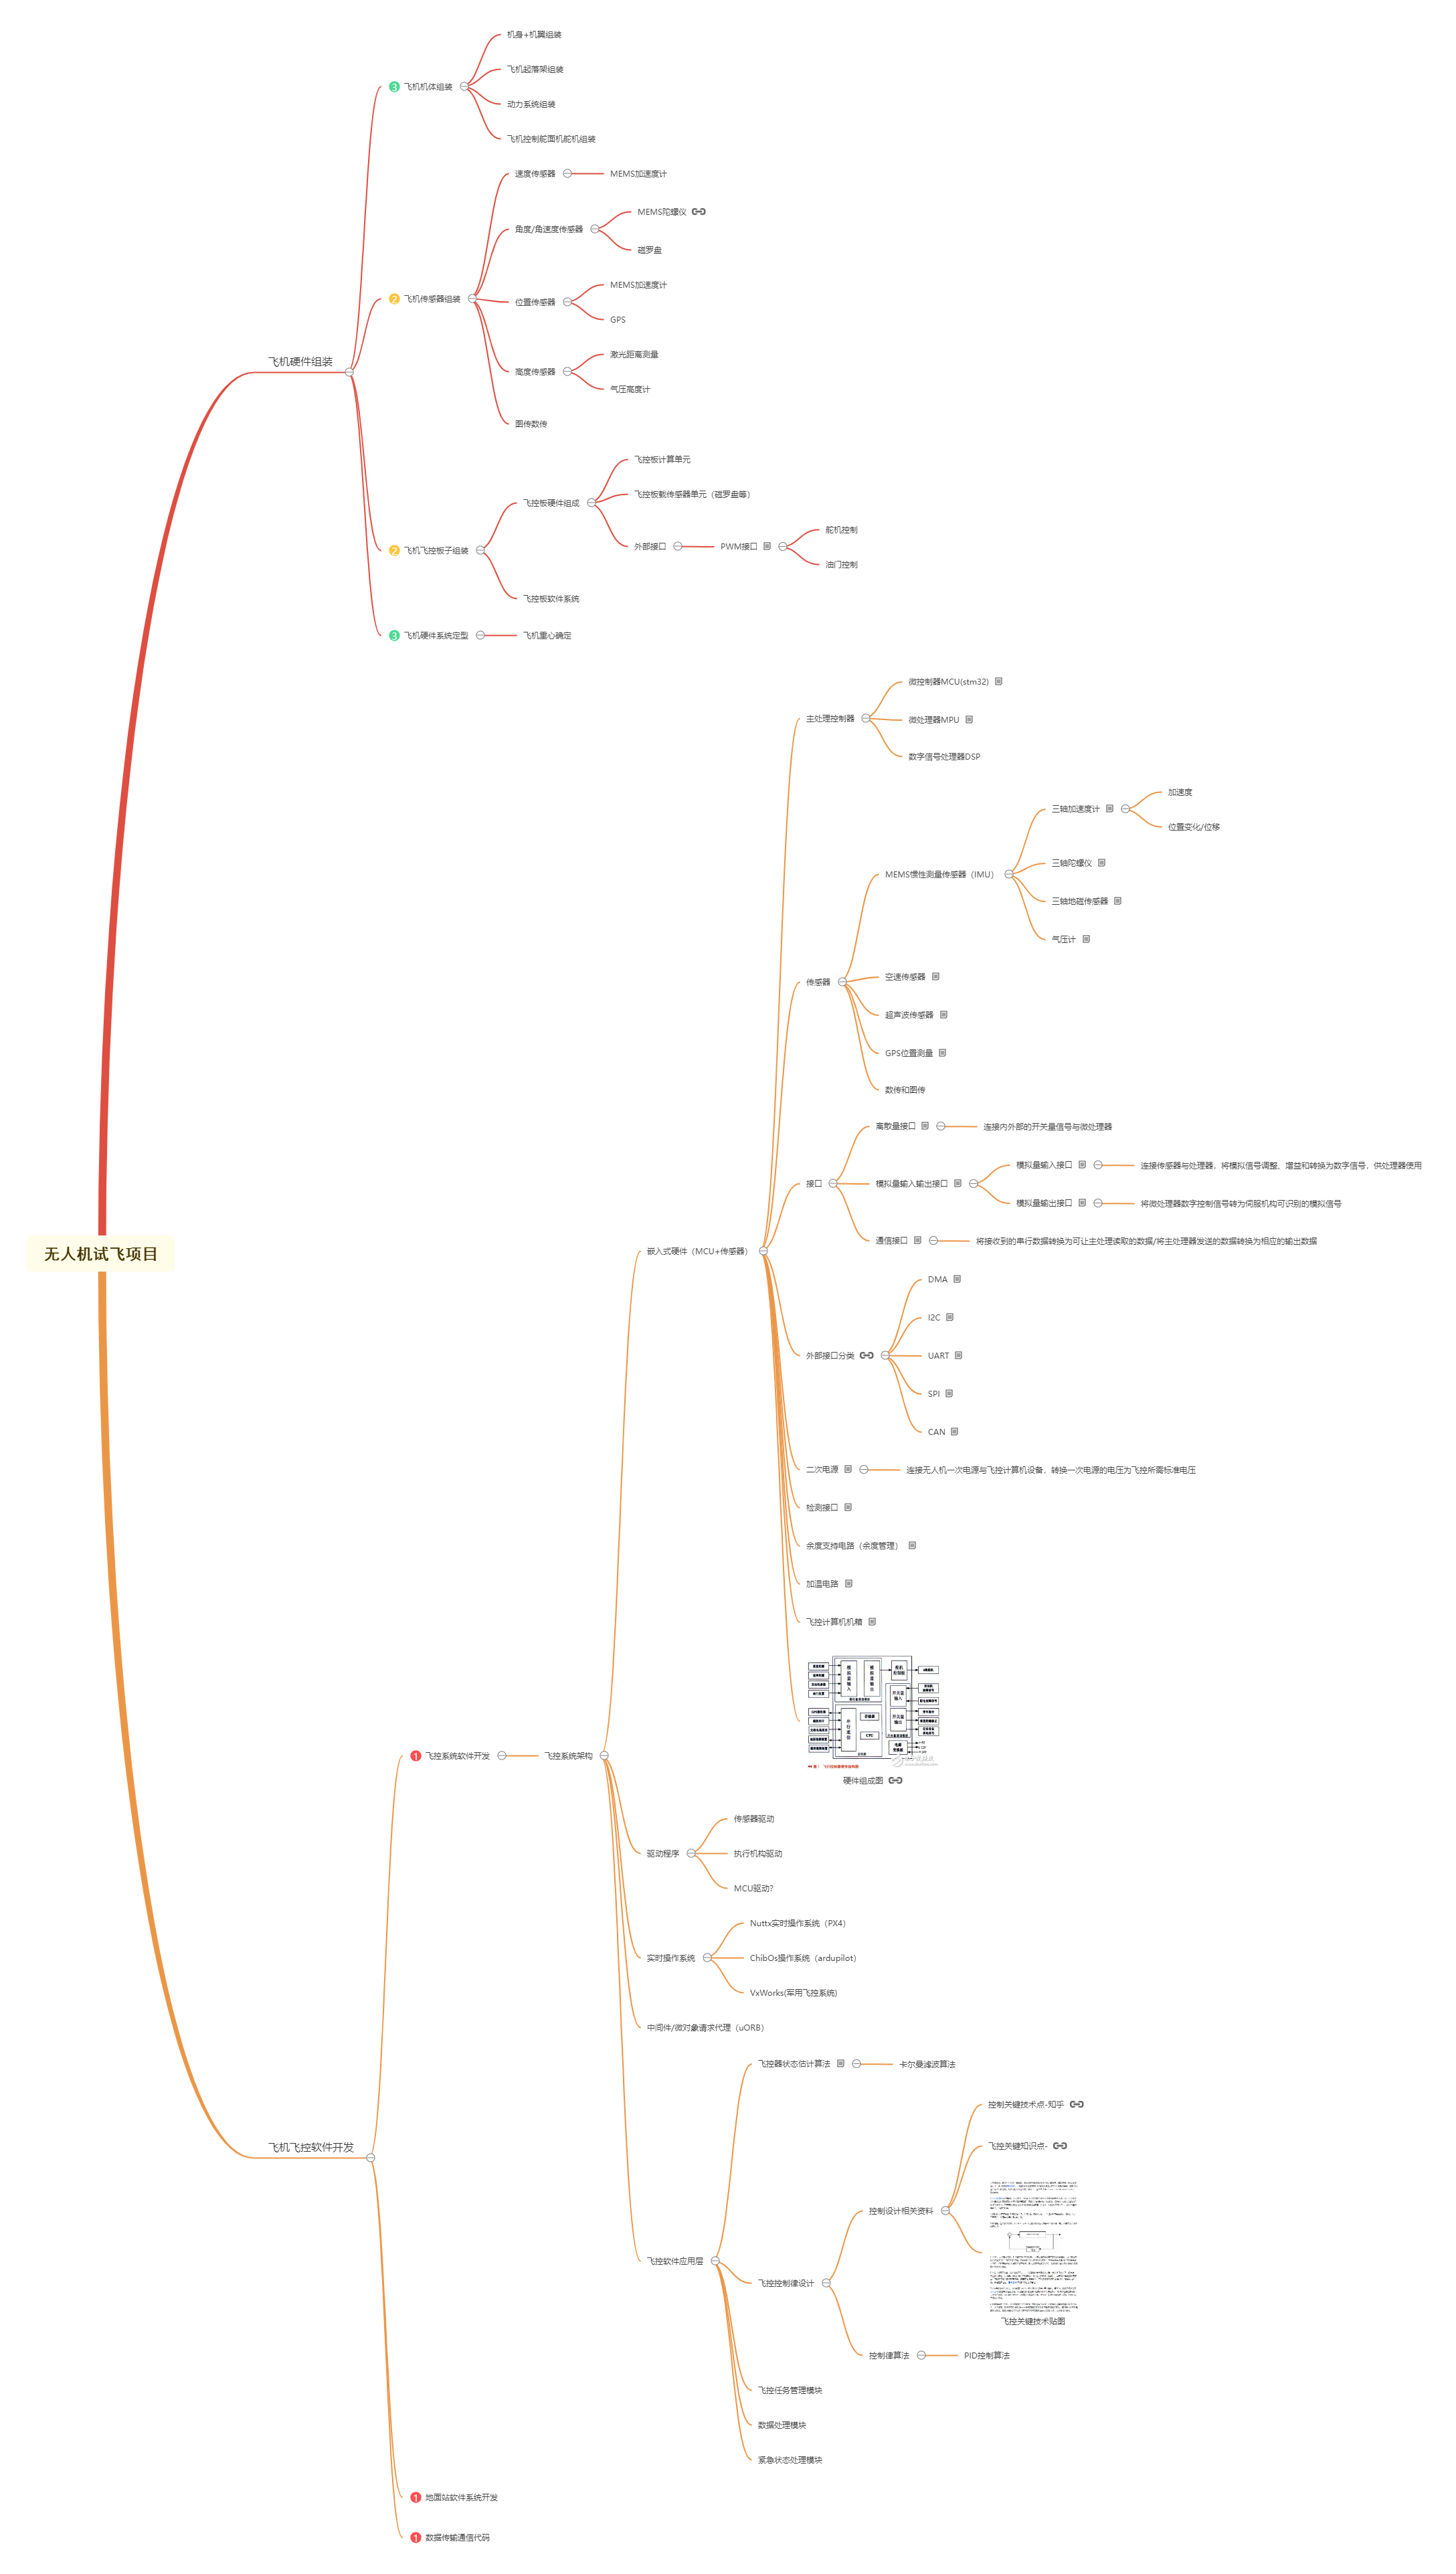 无人机试飞项目
飞机硬件组装
3 飞机机体组装
机身+机翼组装
飞机起落架组装
动力系统组装
飞机控制舵面机舵机组装
2 飞机传感器组装
速度传感器
MEMS加速度计
角度/角速度传感器
MEMS陀螺仪
磁罗盘
位置传感器
MEMS加速度计
GPS
高度传感器
激光距离测量
气压高度计
图传数传
2 飞机飞控板子组装
飞控板硬件组成
飞控板计算单元
飞控板载传感器单元（磁罗盘等）
外部接口
PWM接口
舵机控制
油门控制
飞控板软件系统
3 飞机硬件系统定型
飞机重心确定
飞机飞控软件开发
1 飞控系统软件开发
飞控系统架构
嵌入式硬件（MCU+传感器）
主处理控制器
微控制器MCU(stm32)
微处理器MPU
数字信号处理器DSP
传感器
MEMS惯性测量传感器（IMU）
三轴加速度计
加速度
位置变化/位移
三轴陀螺仪
三轴地磁传感器
气压计
空速传感器
超声波传感器
GPS位置测量
数传和图传
接口
离散量接口
连接内外部的开关量信号与微处理器
模拟量输入输出接口
模拟量输入接口
连接传感器与处理器，将模拟信号调整、增益和转换为数字信号，供处理器使用
模拟量输出接口
将微处理器数字控制信号转为伺服机构可识别的模拟信号
通信接口
将接收到的串行数据转换为可让主处理读取的数据/将主处理器发送的数据转换为相应的输出数据
外部接口分类
DMA
I2C
UART
SPI
CAN
二次电源
连接无人机一次电源与飞控计算机设备，转换一次电源的电压为飞控所需标准电压
检测接口
余度支持电路（余度管理）
加温电路
飞控计算机机箱
模拟量输入
模拟量输出
开关量输入
开关量输出
存储器
CPU
硬件组成图
驱动程序
传感器驱动
执行机构驱动
MCU驱动?
实时操作系统
Nuttx实时操作系统（PX4）
ChibOs操作系统（ardupilot）
VxWorks(军用飞控系统)
中间件/微对象请求代理（uORB）
飞控软件应用层
飞控器状态估计算法
卡尔曼滤波算法
飞控控制律设计
控制设计相关资料
控制关键技术点-知乎
飞控关键知识点-
飞控关键技术贴图
控制律算法
PID控制算法
飞控任务管理模块
数据处理模块
紧急状态处理模块
1 地面站软件系统开发
1 数据传输通信代码